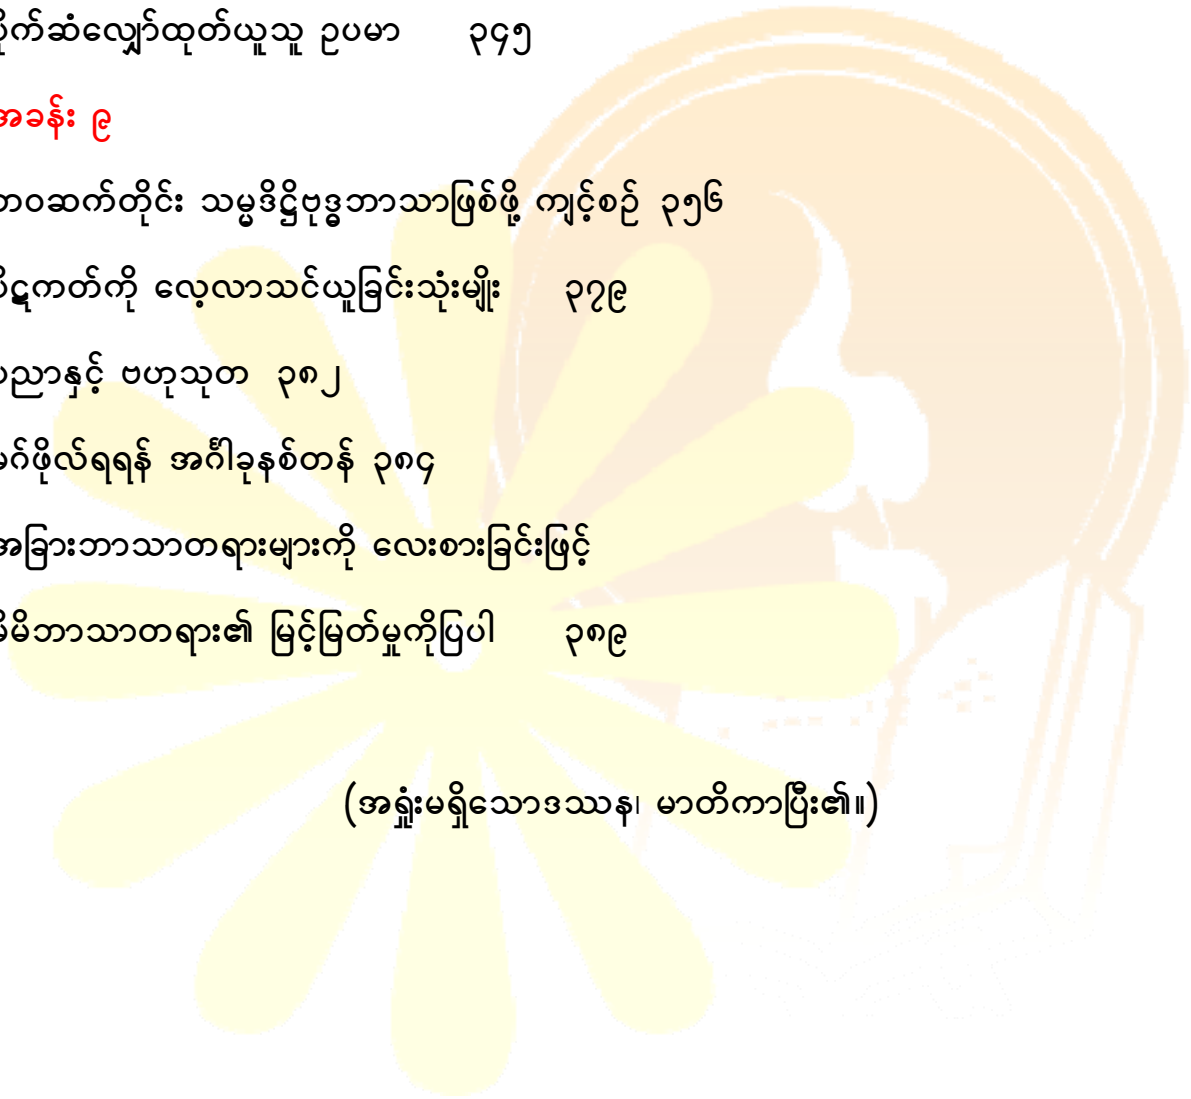 ပိုက်ဆံလျှော်ထုတ်ယူသူ ဥပမာ ၃၄၅
အခန်း ၉
ဘဝဆက်တိုင်း သမ္မဒိဋ္ဌိဗုဒ္ဓဘာသာဖြစ်ဖို့ ကျင့်စဉ် ၃၅၆
ပိဋကတ်ကို လေ့လာသင်ယူခြင်းသုံးမျိုး ၃၇၉
ပညာနှင့် ဗဟုသုတ ၃၈၂
မဂ်ဖိုလ်ရရန် အင်္ဂါခုနစ်တန် ၃၈၄
အခြားဘာသာတရားများကို လေးစားခြင်းဖြင့်
မိမိဘာသာတရား၏ မြင့်မြတ်မှုကိုပြပါ ၃၈၉
(အရှုံးမရှိသောဒဿန၊ မာတိကာပြီး၏။)